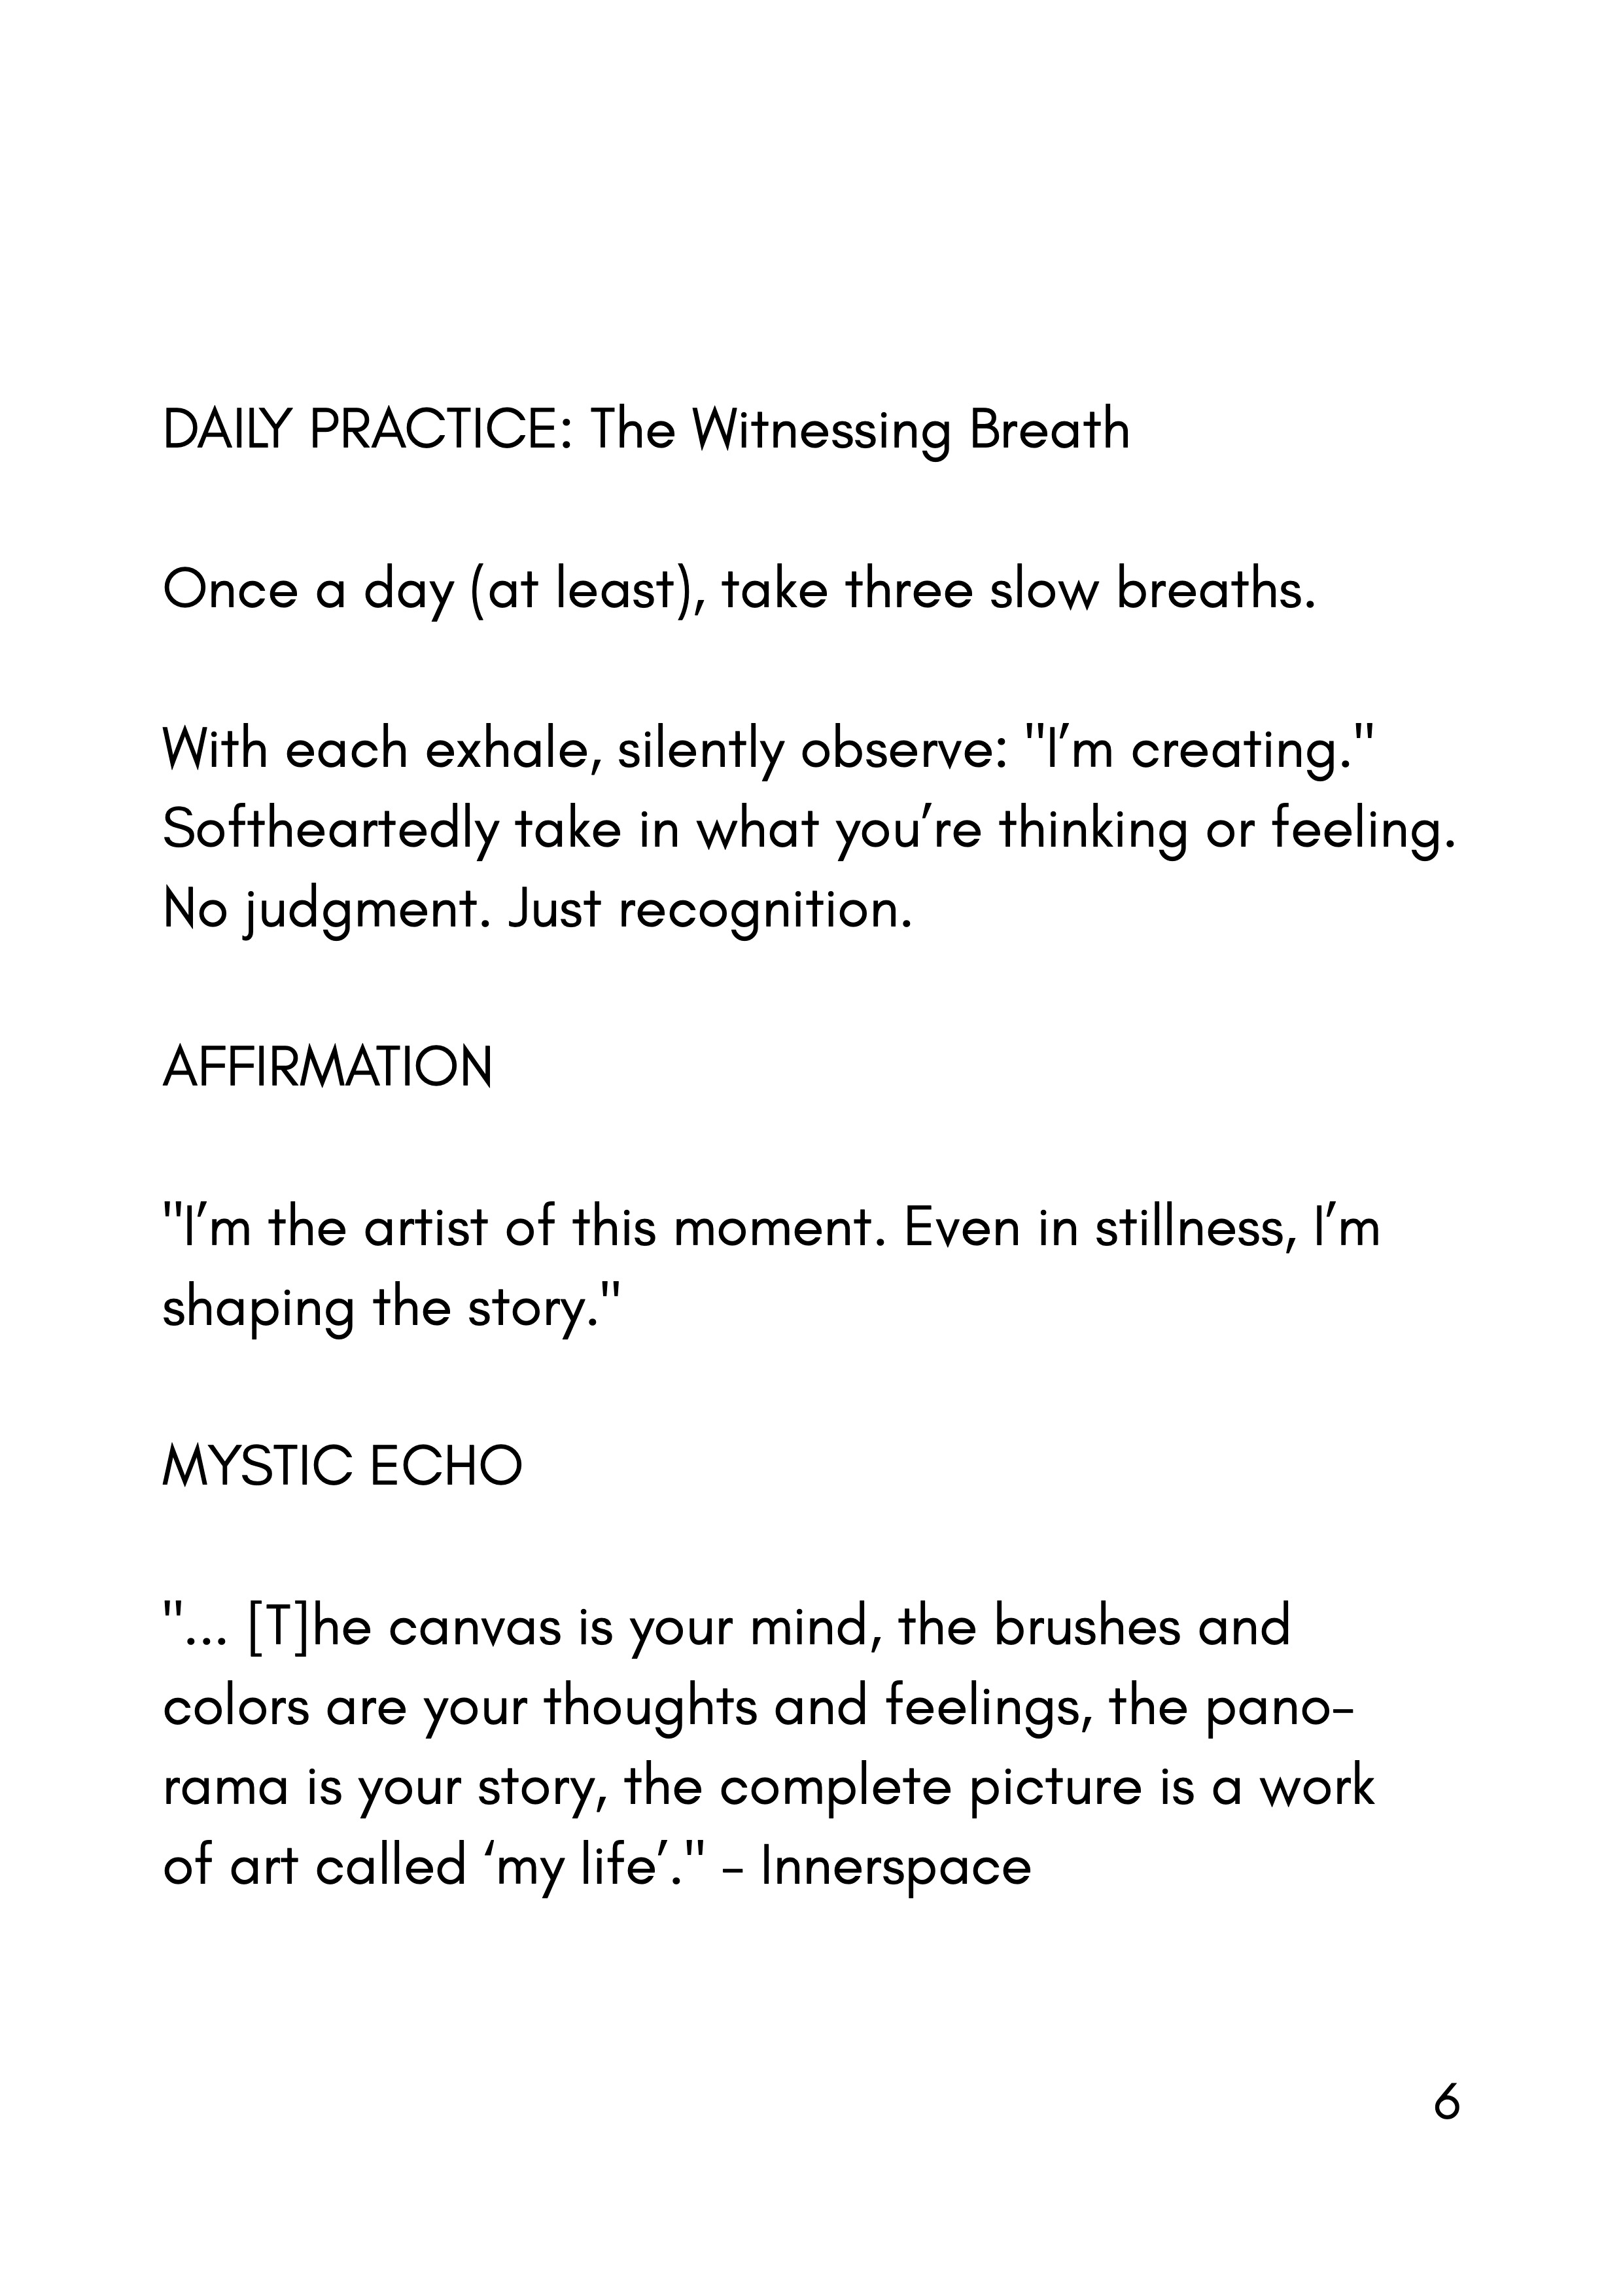 DAILY PRACTICE: The Witnessing Breath
Once a day (at least), take three slow breaths.
With each exhale, silently observe: "I’m creating."
Softheartedly take in what you’re thinking or feeling.
No judgment. Just recognition.
AFFIRMATION
"I’m the artist of this moment. Even in stillness, I’m
shaping the story."
MYSTIC ECHO
"... [T]he canvas is your mind, the brushes and
colors are your thoughts and feelings, the pano-
rama is your story, the complete picture is a work
of art called ‘my life’." - Innerspace
6